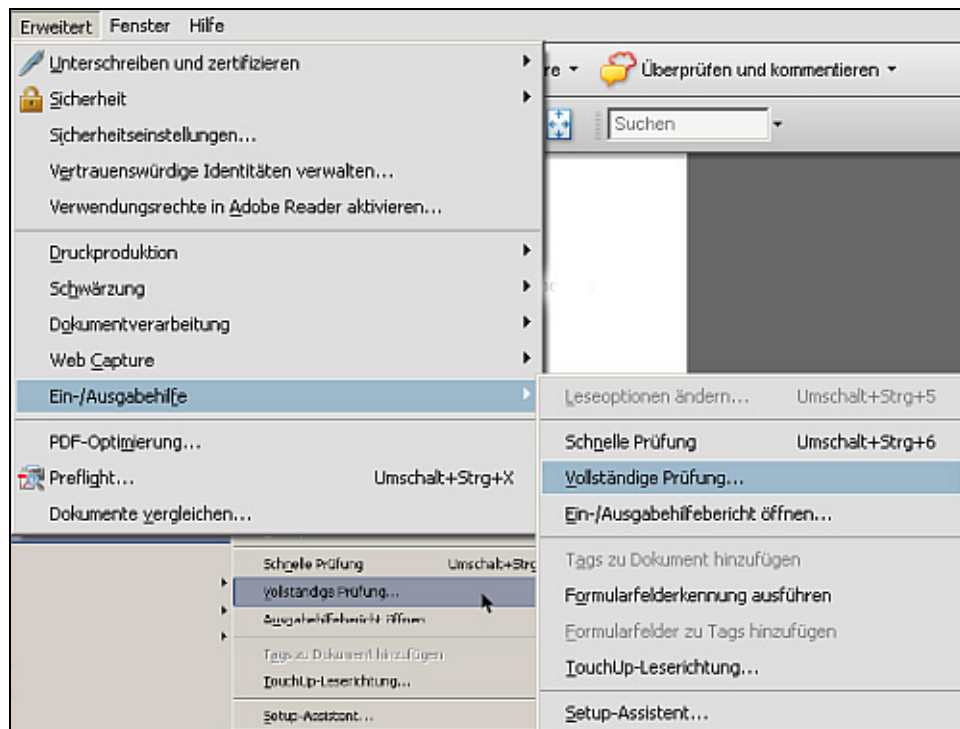 Erweitert Fenster Hilfe
Unterschreiben und zertifizieren
re Überprüfen und kommentieren
Sicherheit
Suchen
Sicherheitseinstellungen...
Vertrauenswürdige Identitäten verwalten...
Verwendungsrechte in Adobe Reader aktivieren...
Druckproduktion
Schwärzung
Dokumentverarbeitung
Web Capture
Ein-/Ausgabehilfe
PDF-Optimierung...
Preflight... Umschalt+Strg+X
Dokumente vergleichen...
Leseoptionen ändern... Umschalt+Strg+5
Schnelle Prüfung Umschalt+Strg+6
Vollständige Prüfung...
Ein-/Ausgabehilfebericht öffnen...
Tags zu Dokument hinzufügen
Formularfelderkennung ausführen
Formularfelder zu Tags hinzufügen
TouchUp-Leserichtung...
Setup-Assistent...
Schnelle Prüfung Umschalt+Strg
Vollständige Prüfung...
Ausgabehilfebericht öffnen
Tags zu Dokument hinzufügen
TouchUp-Leserichtung...
Setup-Assistent...